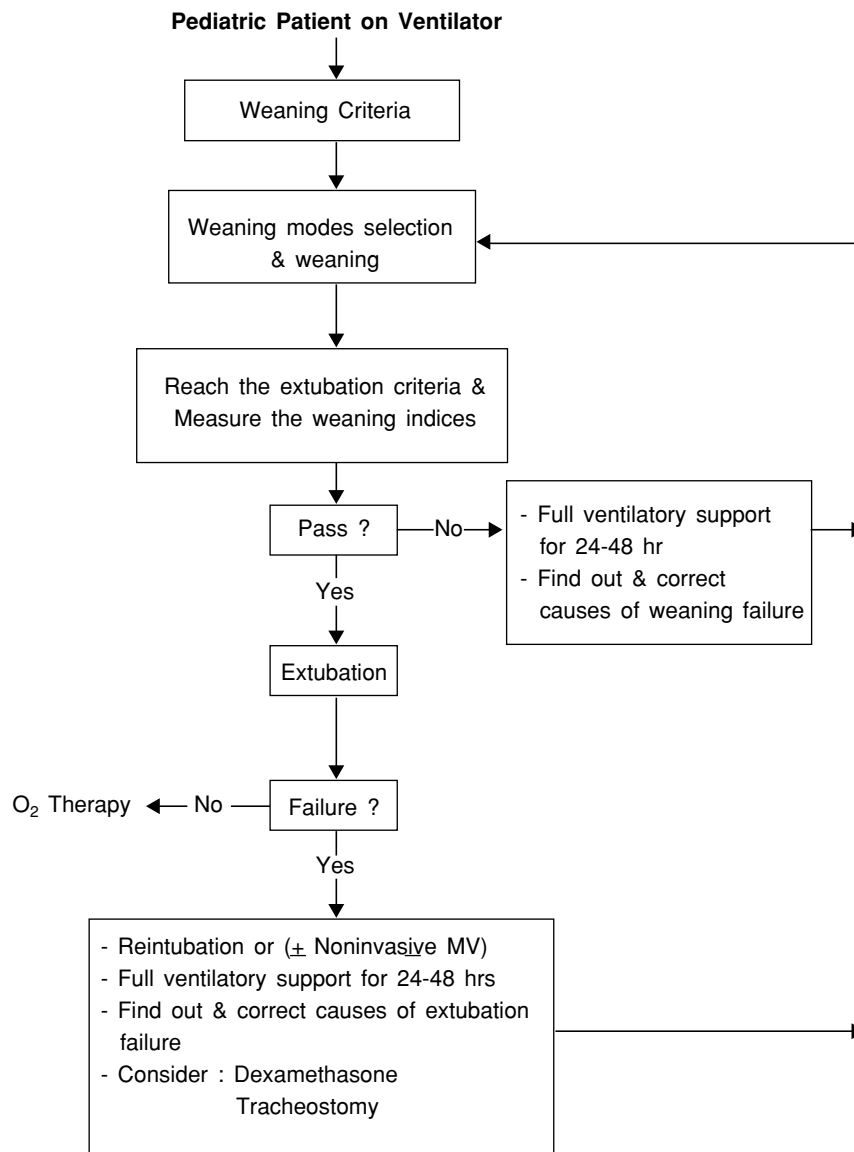 Pediatric Patient on Ventilator
Weaning Criteria
Weaning modes selection
& weaning
Reach the extubation criteria &
Measure the weaning indices
Pass ?
No
- Full ventilatory support
for 24-48 hr
- Find out & correct
causes of weaning failure
Yes
Extubation
Failure ?
No
O₂ Therapy
Yes
- Reintubation or (± Noninvasive MV)
- Full ventilatory support for 24-48 hrs
- Find out & correct causes of extubation
failure
- Consider : Dexamethasone
Tracheostomy